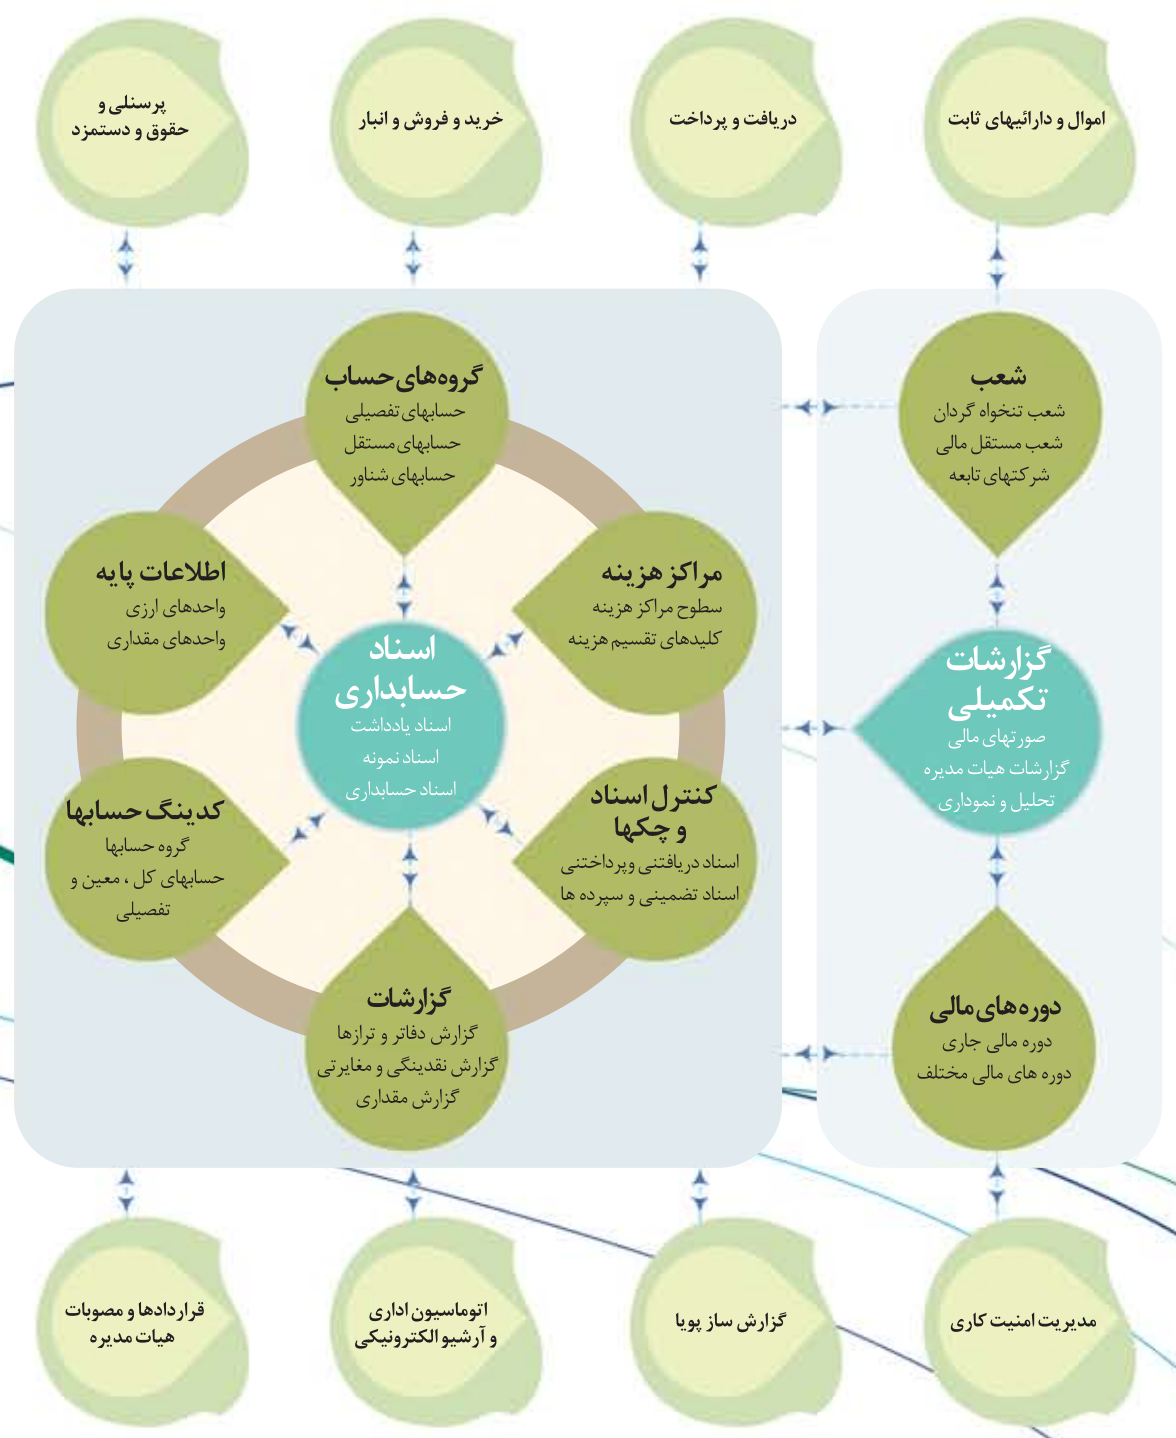 اموال و دارائیهای ثابت
دریافت و پرداخت
خرید و فروش و انبار
پرسنلی و
حقوق و دستمزد
شعب
شعب تنخواه گردان
شعب مستقل مالی
شرکتهای تابعه
گزارشات
تکمیلی
صورتهای مالی
گزارشات هیات مدیره
تحلیل و نموداری
دوره‌های مالی
دوره مالی جاری
دوره های مالی مختلف
گروه‌های حساب
حسابهای تفصیلی
حسابهای مستقل
حسابهای شناور
مراکز هزینه
سطوح مراکز هزینه
کلیدهای تقسیم هزینه
اطلاعات پایه
واحدهای ارزی
واحدهای مقداری
اسناد
حسابداری
اسناد یادداشت
اسناد نمونه
اسناد حسابداری
کنترل اسناد
و چکها
اسناد دریافتنی وپرداختنی
اسناد تضمینی و سپرده ها
کدینگ حسابها
گروه حسابها
حسابهای کل ، معین و
تفصیلی
گزارشات
گزارش دفاتر و ترازها
گزارش نقدینگی و مغایرتی
گزارش مقداری
مدیریت امنیت کاری
گزارش ساز پویا
اتوماسیون اداری
و آرشیو الکترونیکی
قراردادها و مصوبات
هیات مدیره